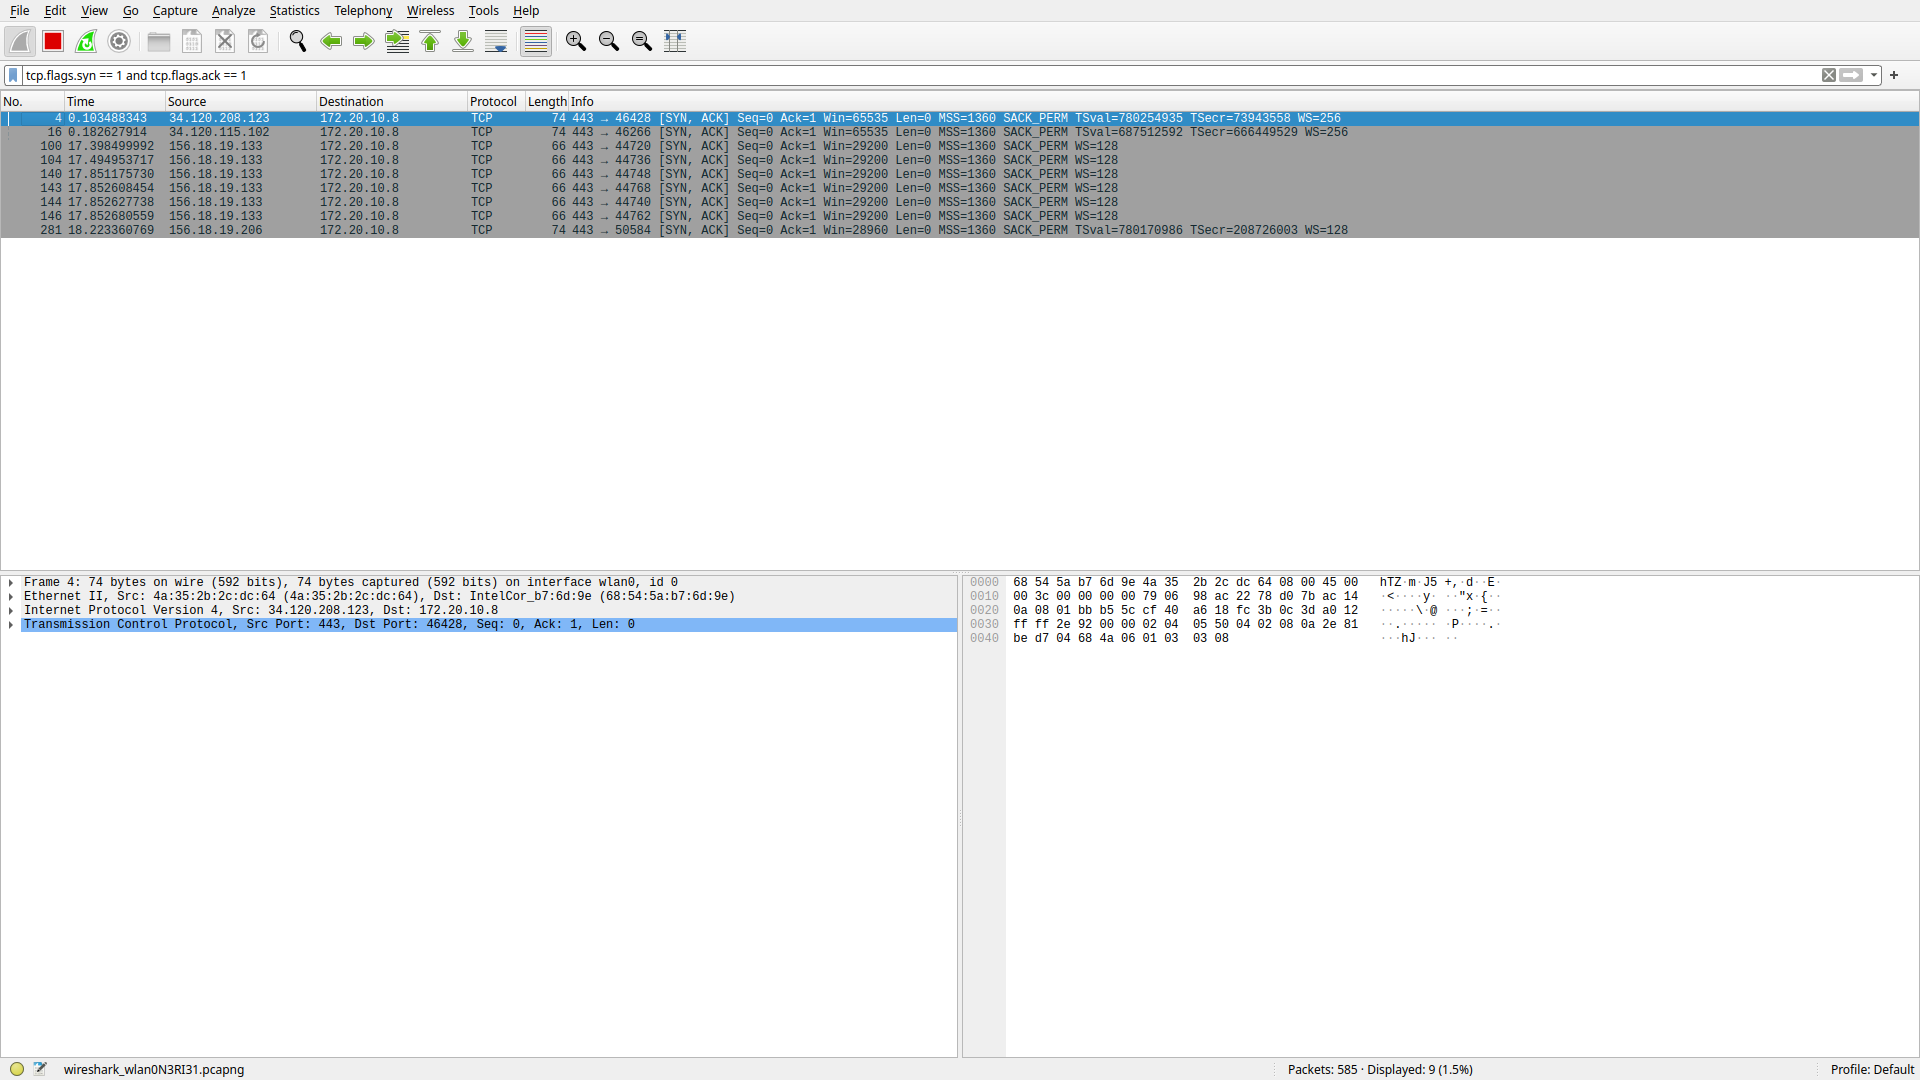 File Edit View Go Capture Analyze Statistics Telephony Wireless Tools Help
tcp.flags.syn == 1 and tcp.flags.ack == 1
No. Time Source Destination Protocol Length Info
4 0.103488343 34.120.208.123 172.20.10.8 TCP 74 443 → 46428 [SYN, ACK] Seq=0 Ack=1 Win=65535 Len=0 MSS=1360 SACK_PERM TSval=780254935 TSecr=73943558 WS=256
16 0.182627914 34.120.115.102 172.20.10.8 TCP 74 443 → 46266 [SYN, ACK] Seq=0 Ack=1 Win=65535 Len=0 MSS=1360 SACK_PERM TSval=687512592 TSecr=666449529 WS=256
100 17.398499992 156.18.19.133 172.20.10.8 TCP 66 443 → 44720 [SYN, ACK] Seq=0 Ack=1 Win=29200 Len=0 MSS=1360 SACK_PERM WS=128
104 17.494953717 156.18.19.133 172.20.10.8 TCP 66 443 → 44736 [SYN, ACK] Seq=0 Ack=1 Win=29200 Len=0 MSS=1360 SACK_PERM WS=128
140 17.851175730 156.18.19.133 172.20.10.8 TCP 66 443 → 44748 [SYN, ACK] Seq=0 Ack=1 Win=29200 Len=0 MSS=1360 SACK_PERM WS=128
143 17.852608454 156.18.19.133 172.20.10.8 TCP 66 443 → 44768 [SYN, ACK] Seq=0 Ack=1 Win=29200 Len=0 MSS=1360 SACK_PERM WS=128
144 17.852627738 156.18.19.133 172.20.10.8 TCP 66 443 → 44740 [SYN, ACK] Seq=0 Ack=1 Win=29200 Len=0 MSS=1360 SACK_PERM WS=128
146 17.852680559 156.18.19.133 172.20.10.8 TCP 66 443 → 44762 [SYN, ACK] Seq=0 Ack=1 Win=29200 Len=0 MSS=1360 SACK_PERM WS=128
281 18.223360769 156.18.19.206 172.20.10.8 TCP 74 443 → 50584 [SYN, ACK] Seq=0 Ack=1 Win=28960 Len=0 MSS=1360 SACK_PERM TSval=780170986 TSecr=208726003 WS=128
Frame 4: 74 bytes on wire (592 bits), 74 bytes captured (592 bits) on interface wlan0, id 0
Ethernet II, Src: 4a:35:2b:2c:dc:64 (4a:35:2b:2c:dc:64), Dst: IntelCor_b7:6d:9e (68:54:5a:b7:6d:9e)
Internet Protocol Version 4, Src: 34.120.208.123, Dst: 172.20.10.8
Transmission Control Protocol, Src Port: 443, Dst Port: 46428, Seq: 0, Ack: 1, Len: 0
0000 68 54 5a b7 6d 9e 4a 35 2b 2c dc 64 08 00 45 00 hTZ·m·J5 +,·d··E·
0010 00 3c 00 00 00 00 79 06 98 ac 22 78 d0 7b ac 14 ·<····y· ··"x·{··
0020 0a 08 01 bb b5 5c cf 40 a6 18 fc 3b 0c 3d a0 12 ·····\·@ ···;·=··
0030 ff ff 2e 92 00 00 02 04 05 50 04 02 08 0a 2e 81 ··.····· ·P····.·
0040 be d7 04 68 4a 06 01 03 03 08 ···hJ··· ··
wireshark_wlan0N3RI31.pcapng
Packets: 585 · Displayed: 9 (1.5%)
Profile: Default